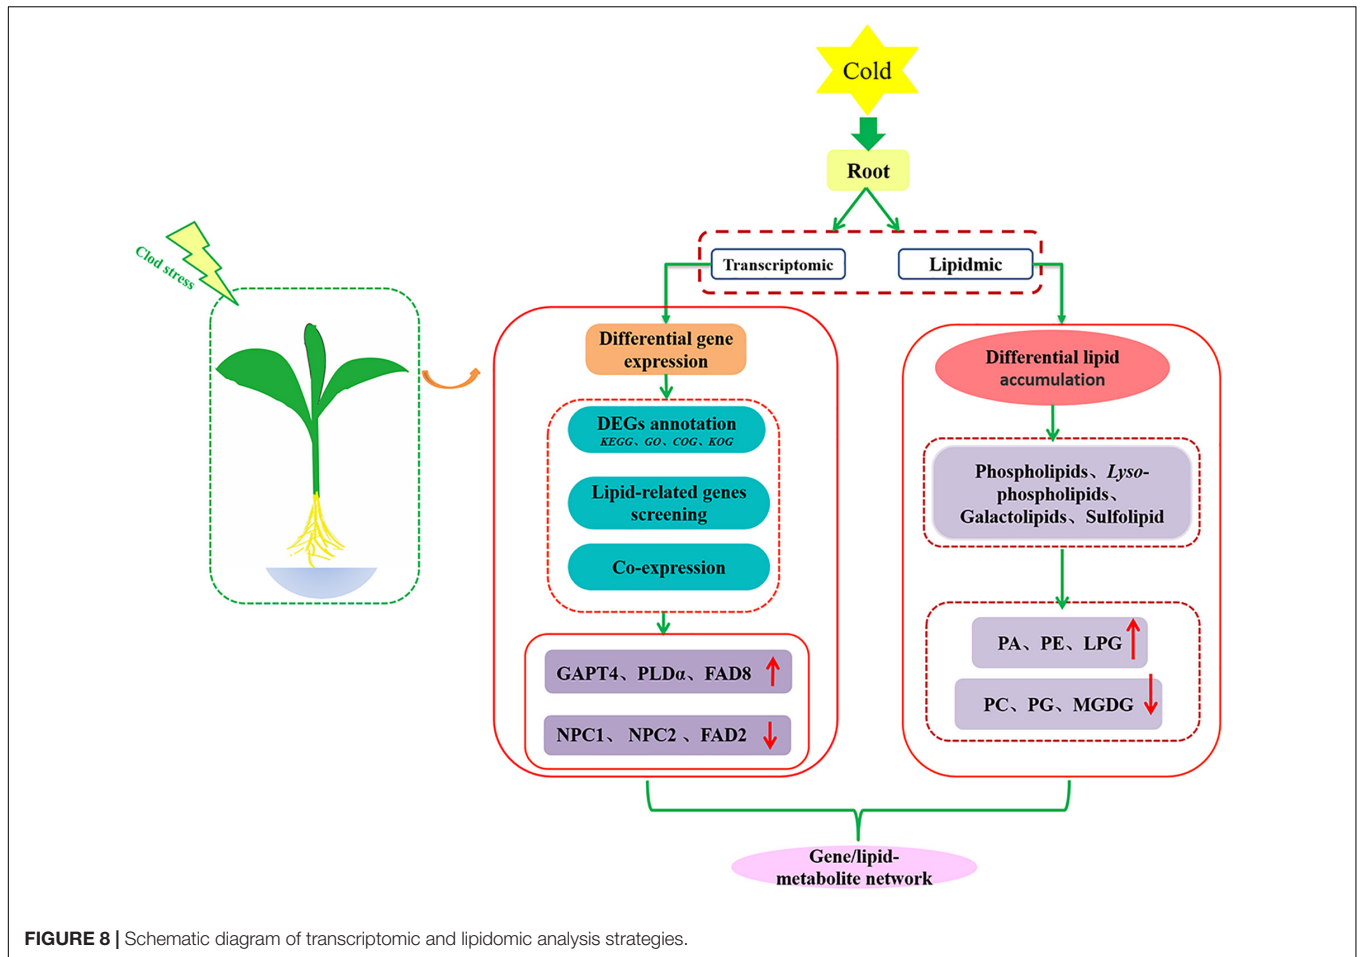 Cold
Root
Transcriptomic
Lipidmic
Clod stress
Differential gene
expression
DEGs annotation
KEGG、GO、COG、KOG
Lipid-related genes
screening
Co-expression
GAPT4、PLDα、FAD8
NPC1、NPC2、FAD2
Differential lipid
accumulation
Phospholipids、Lyso-
phospholipids、
Galactolipids、Sulfolipid
PA、PE、LPG
PC、PG、MGDG
Gene/lipid-
metabolite network
FIGURE 8 | Schematic diagram of transcriptomic and lipidomic analysis strategies.